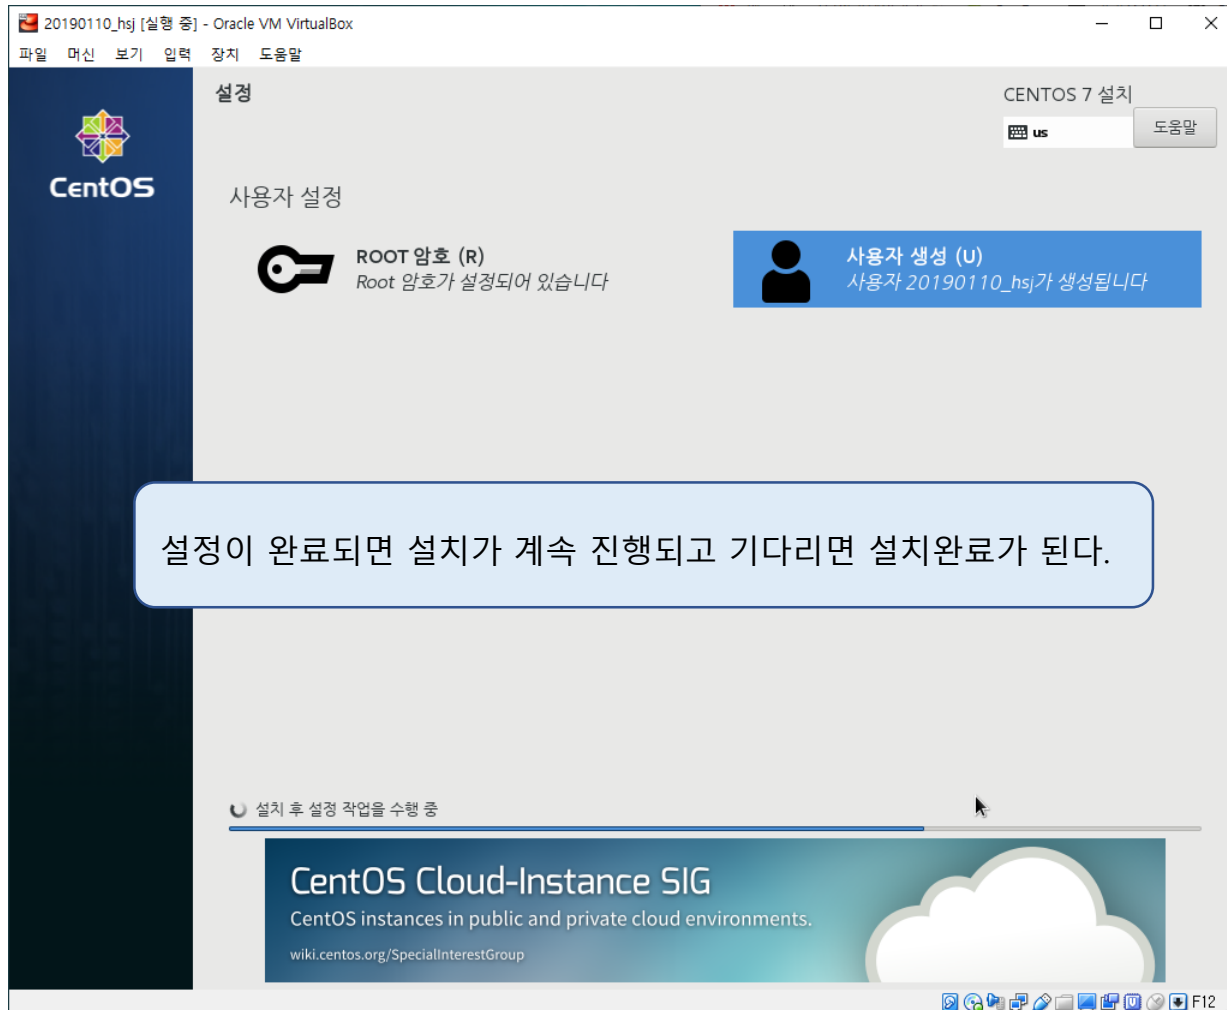 20190110_hsj [실행 중] - Oracle VM VirtualBox
파일 머신 보기 입력 장치 도움말
설정
CENTOS 7 설치
us
도움말
CentOS
사용자 설정
ROOT 암호 (R)
Root 암호가 설정되어 있습니다
사용자 생성 (U)
사용자 20190110_hsj가 생성됩니다
설정이 완료되면 설치가 계속 진행되고 기다리면 설치완료가 된다.
설치 후 설정 작업을 수행 중
CentOS Cloud-Instance SIG
CentOS instances in public and private cloud environments.
wiki.centos.org/SpecialInterestGroup
F12